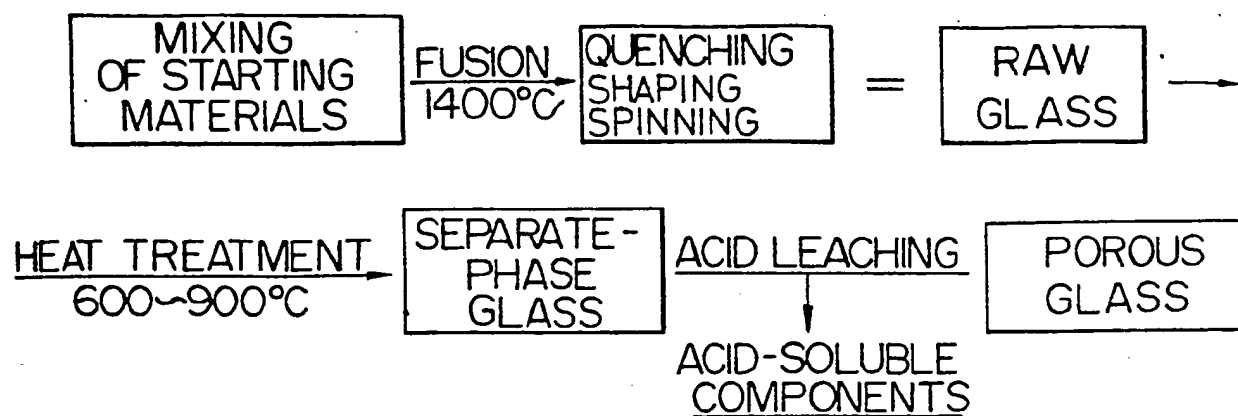 MIXING
OF STARTING
MATERIALS
FUSION
1400°C
QUENCHING
SHAPING
SPINNING
=
RAW
GLASS
HEAT TREATMENT
600~900°C
SEPARATE-
PHASE
GLASS
ACID LEACHING
ACID-SOLUBLE
COMPONENTS
POROUS
GLASS